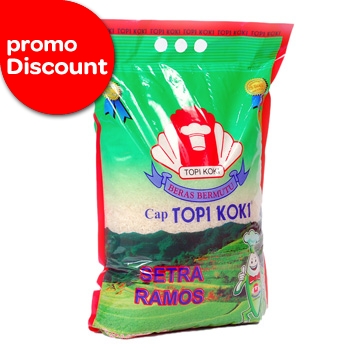 promo
Discount
TOPI KOKI
BERAS BERMUTU
Cap TOPI KOKI
SETRA
RAMOS